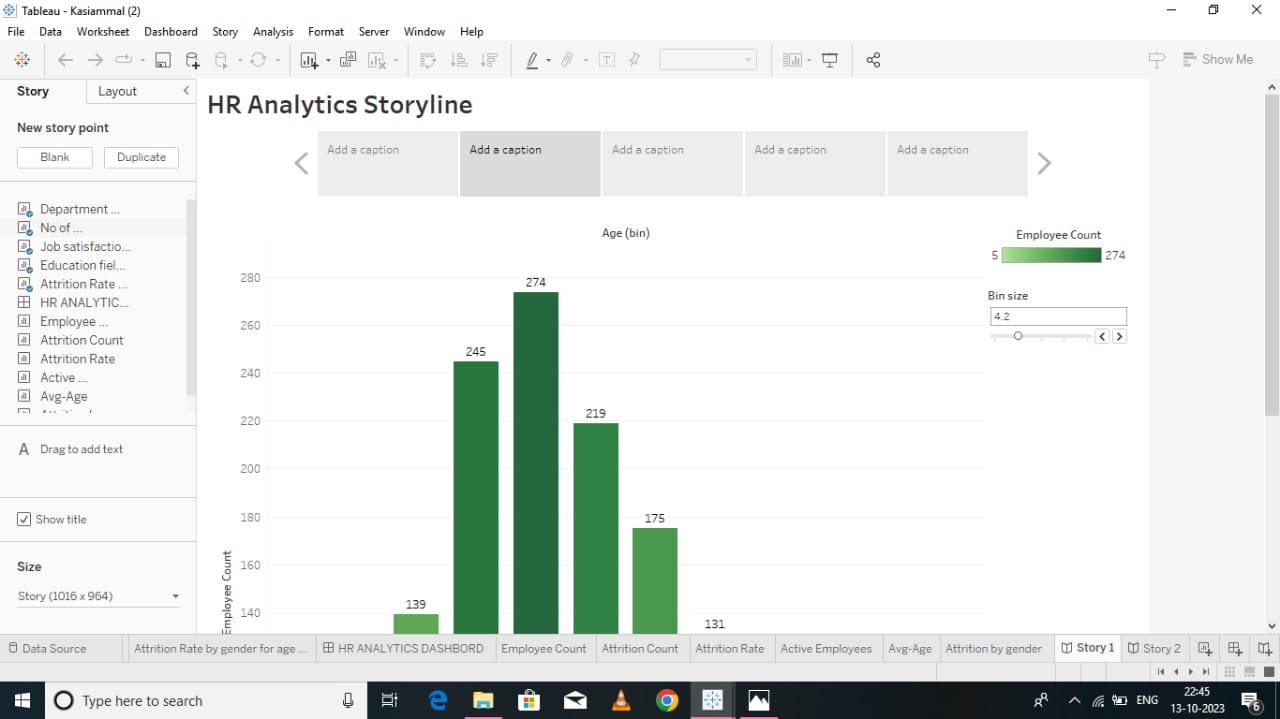 Tableau - Kasiammal (2)
File Data Worksheet Dashboard Story Analysis Format Server Window Help
Show Me
Story Layout
New story point
Blank Duplicate
Department ...
No of ...
Job satisfactio...
Education fiel...
Attrition Rate ...
HR ANALYTIC...
Employee ...
Attrition Count
Attrition Rate
Active ...
Avg-Age
A Drag to add text
Show title
Size
Story (1016 x 964)
HR Analytics Storyline
Add a caption Add a caption Add a caption Add a caption Add a caption
Age (bin)
280
260
240
220
200
180
160
140
Employee Count
274
245
219
175
139
131
Employee Count
5 274
Bin size
4.2
Data Source Attrition Rate by gender for age ... HR ANALYTICS DASHBORD Employee Count Attrition Count Attrition Rate Active Employees Avg-Age Attrition by gender Story 1 Story 2
Type here to search
ENG
22:45
13-10-2023
6